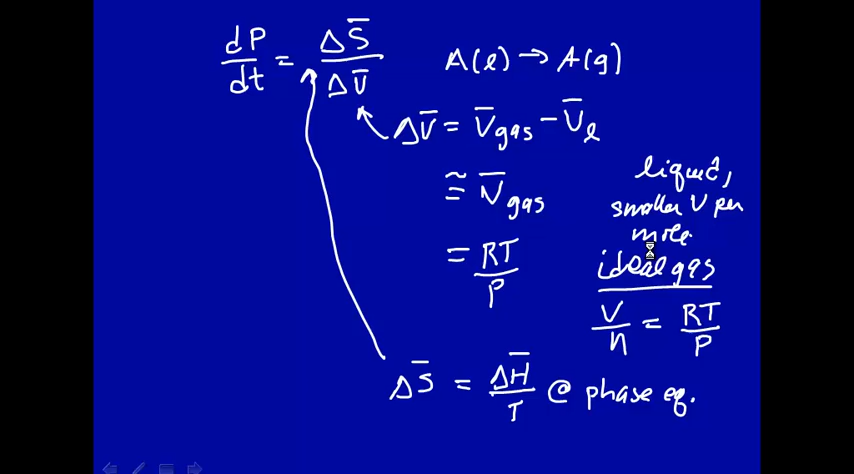 dP/dt = ΔS̅/ΔV̅
A(l) → A(g)
ΔV̅ = V̅gas − V̅l
≅ V̅gas
= RT/P
liquid,
smaller V per
mole
ideal gas
V/n = RT/P
ΔS̅ = ΔH̅/T @ phase eq.